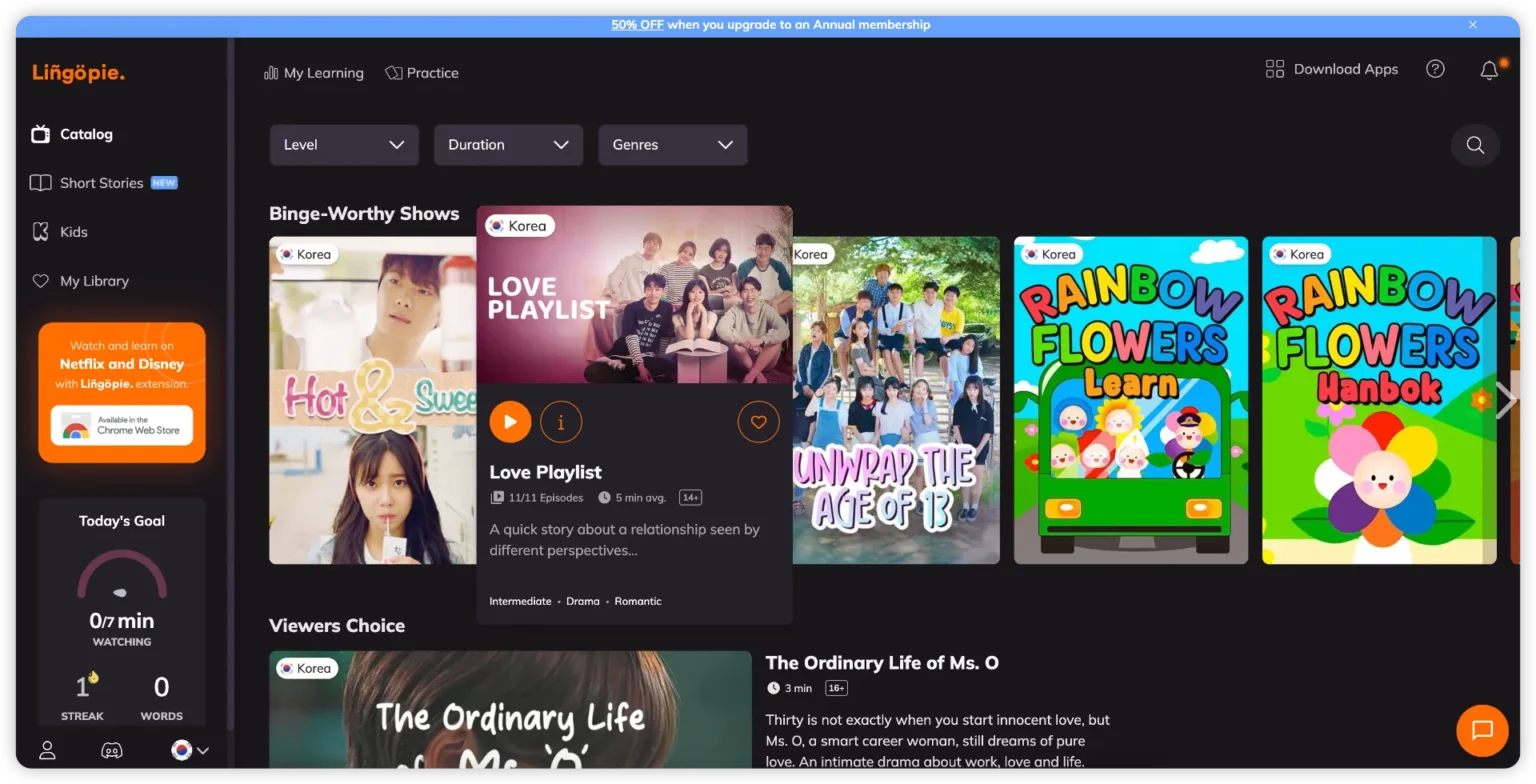 50% OFF when you upgrade to an Annual membership
Liñgöpie.
My Learning
Practice
Download Apps
Catalog
Short Stories NEW
Kids
My Library
Watch and learn on
Netflix and Disney
with Liñgöpie. extension.
Available in the
Chrome Web Store
Today's Goal
0/7 min
WATCHING
1
0
STREAK
WORDS
Level
Duration
Genres
Binge-Worthy Shows
Korea
Hot & Swee
Korea
LOVE
PLAYLIST
Love Playlist
11/11 Episodes
5 min avg.
14+
A quick story about a relationship seen by
different perspectives...
Intermediate • Drama • Romantic
Korea
UNWRAP THE
AGE OF 13
Korea
RAINBOW
FLOWERS
Learn
Korea
RAINBOW
FLOWERS
Hanbok
Viewers Choice
Korea
The Ordinary Life
of Ms. 'O'
The Ordinary Life of Ms. O
3 min
16+
Thirty is not exactly when you start innocent love, but
Ms. O, a smart career woman, still dreams of pure
love. An intimate drama about work, love and life.